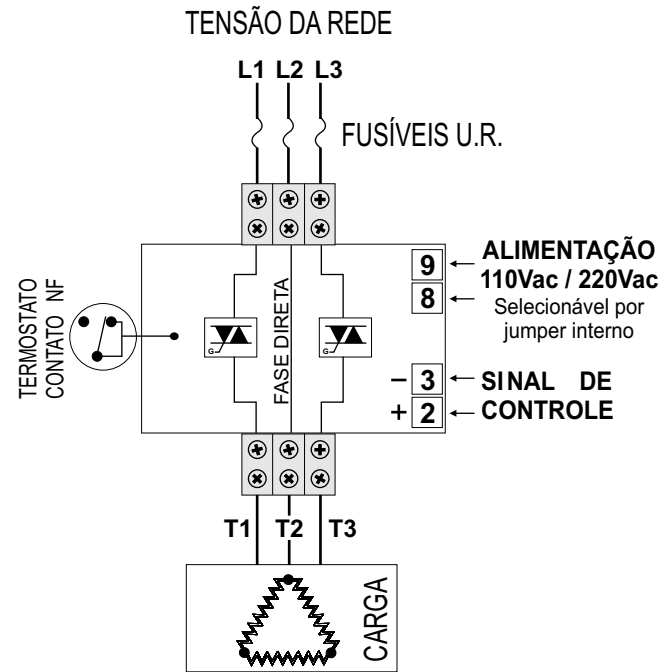 TENSÃO DA REDE
L1 L2 L3
FUSÍVEIS U.R.
TERMOSTATO
CONTATO NF
G
FASE DIRETA
G
9
ALIMENTAÇÃO
110Vac / 220Vac
8
Selecionável por
jumper interno
− 3
SINAL DE
+ 2
CONTROLE
T1 T2 T3
CARGA